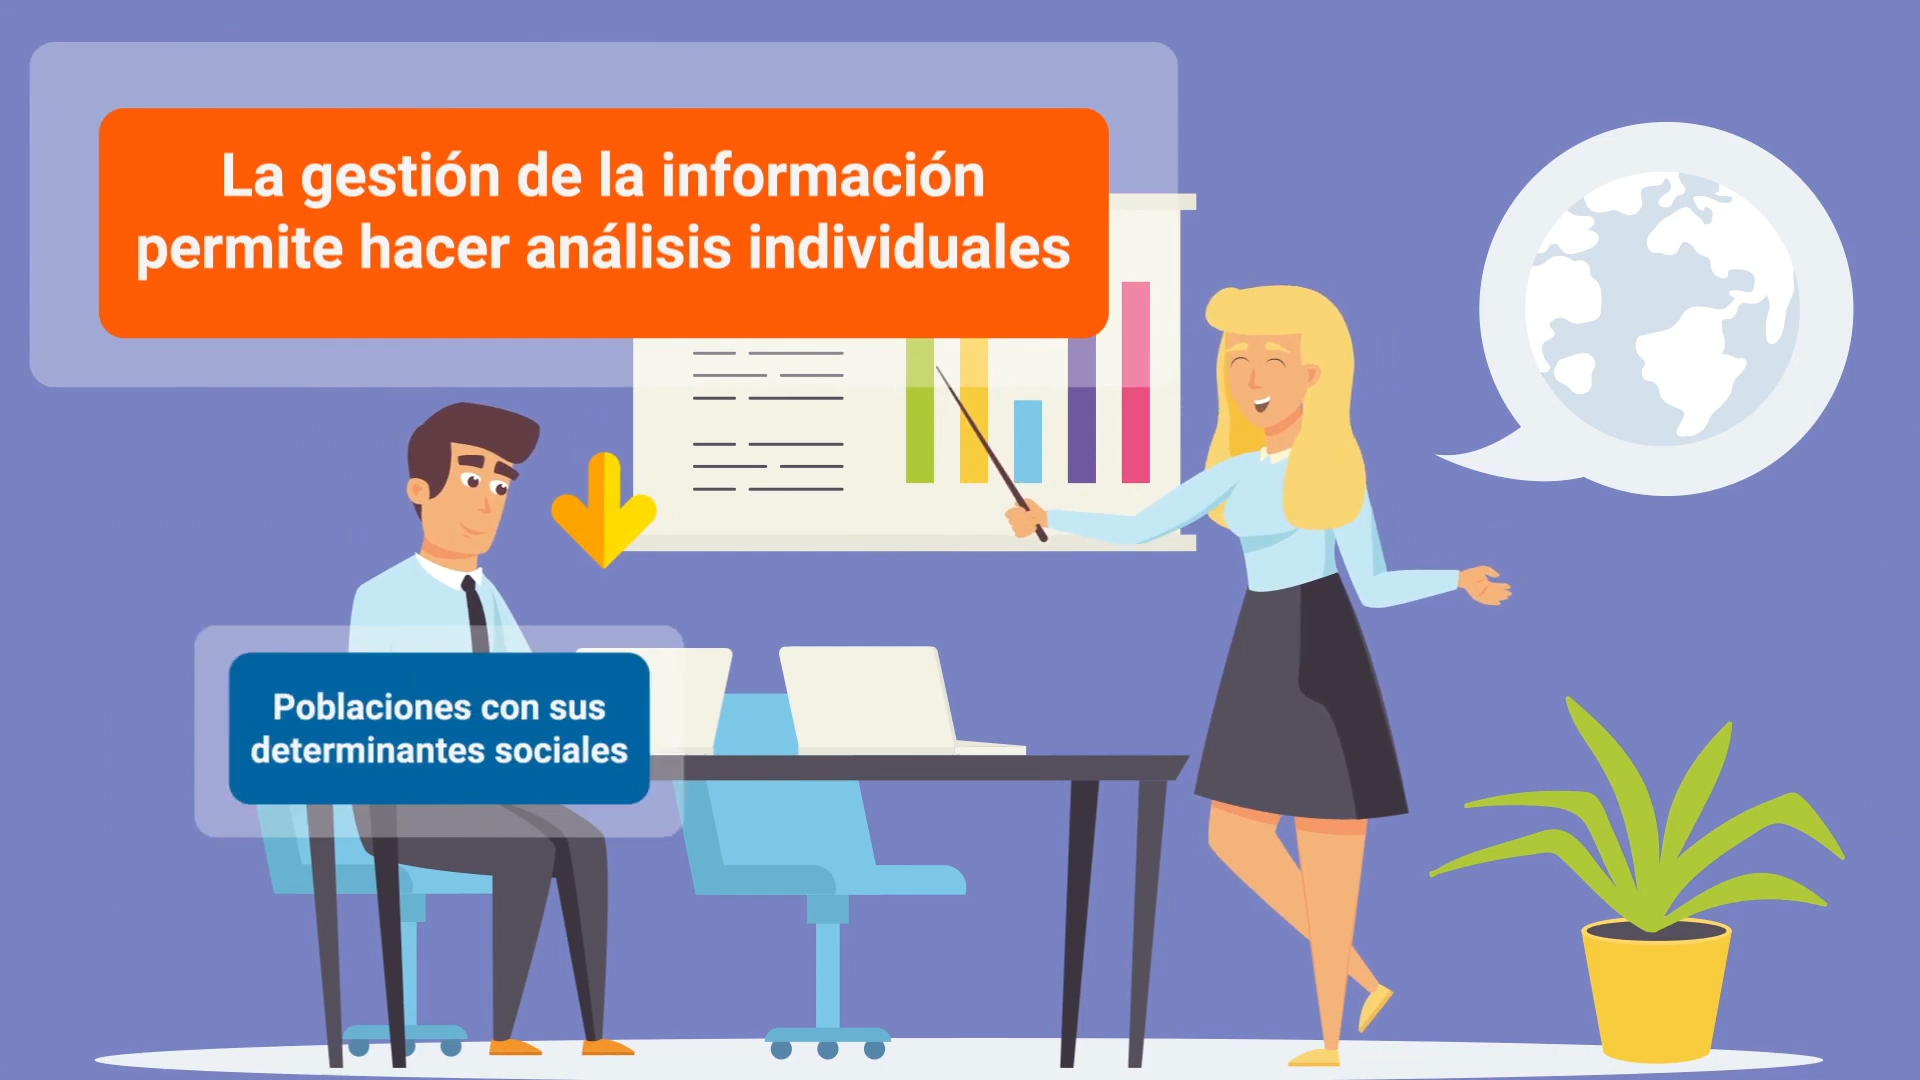 La gestión de la información
permite hacer análisis individuales
Poblaciones con sus
determinantes sociales